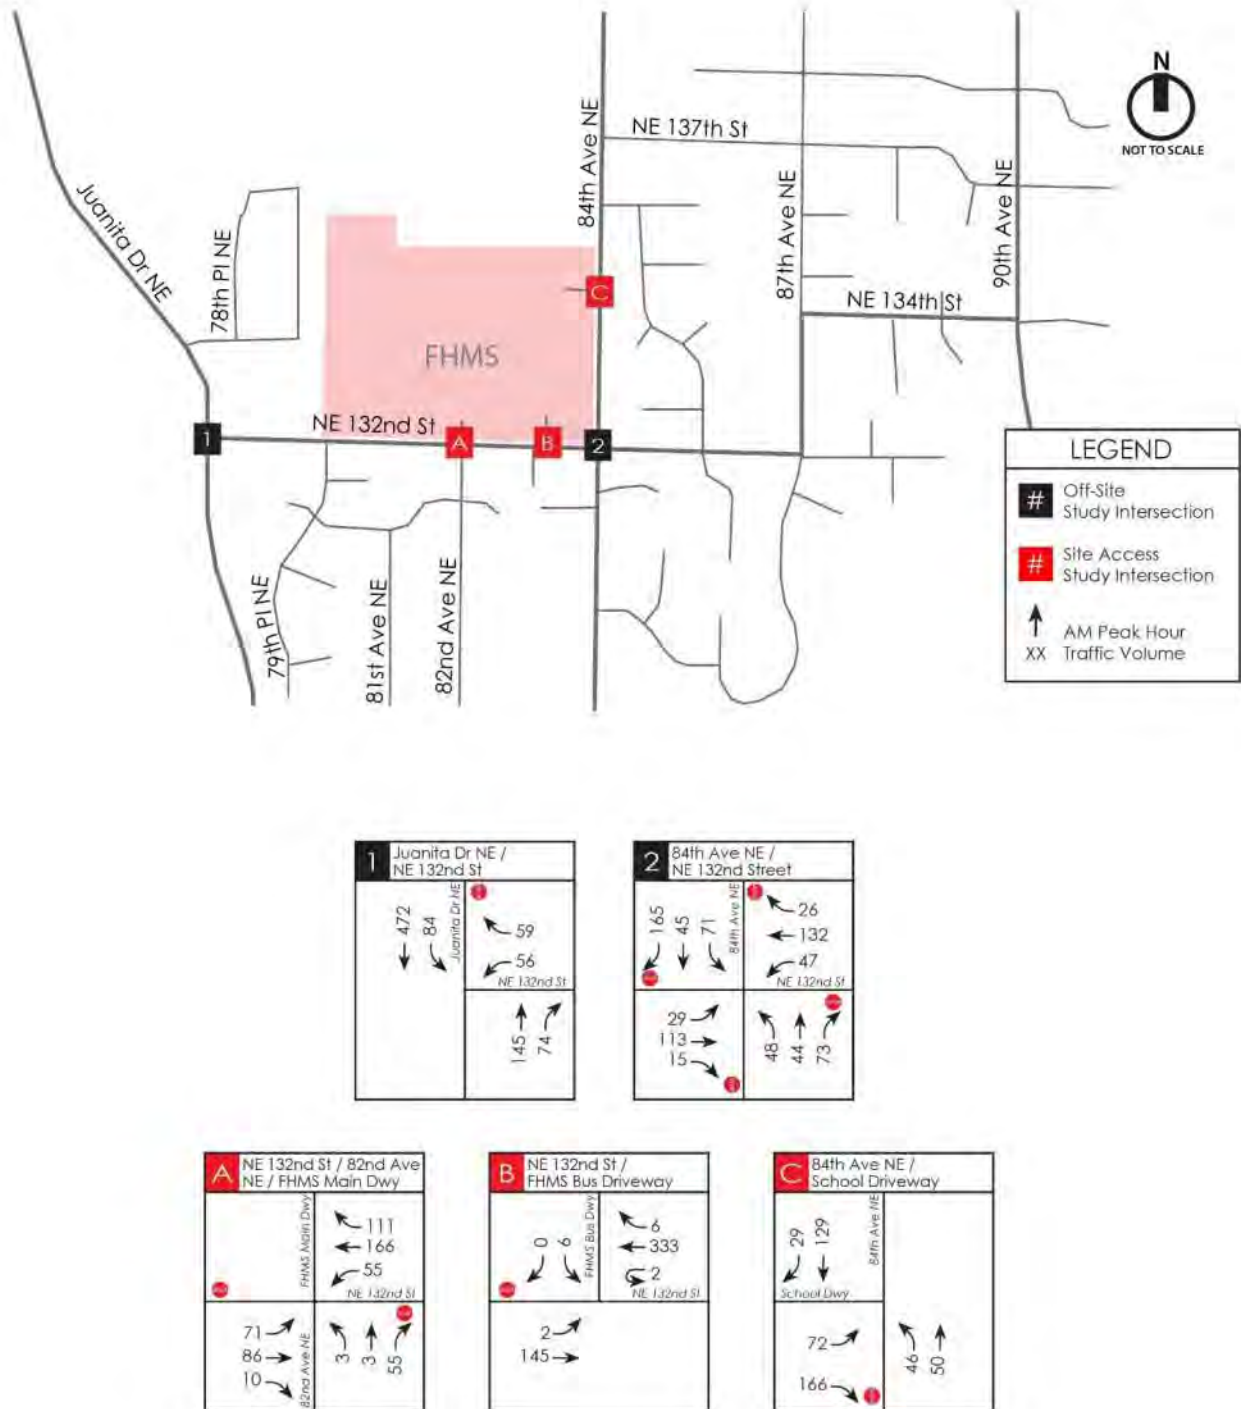 N
NOT TO SCALE
84th Ave NE
NE 137th St
87th Ave NE
90th Ave NE
Juanita Dr NE
78th Pl NE
NE 134th St
C
FHMS
NE 132nd St
1
A
B
2
79th Pl NE
81st Ave NE
82nd Ave NE
LEGEND
# Off-Site
Study Intersection
# Site Access
Study Intersection
AM Peak Hour
XX Traffic Volume
1 Juanita Dr NE /
NE 132nd St
472
84
Juanita Dr NE
59
56
NE 132nd St
145
74
2 84th Ave NE /
NE 132nd Street
165
45
71
84th Ave NE
26
132
47
NE 132nd St
29
113
15
48
44
73
A NE 132nd St / 82nd Ave
NE / FHMS Main Dwy
FHMS Main Dwy
111
166
55
NE 132nd St
71
86
10
82nd Ave NE
3
3
55
B NE 132nd St /
FHMS Bus Driveway
0
6
FHMS Bus Dwy
6
333
2
NE 132nd St
2
145
C 84th Ave NE /
School Driveway
29
129
84th Ave NE
School Dwy
72
166
46
50